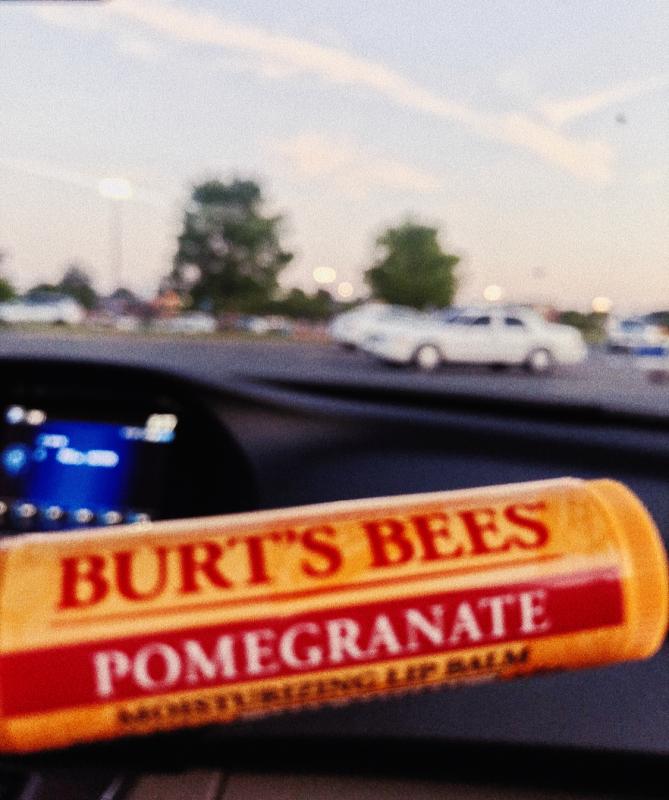 BURT'S BEES
POMEGRANATE
MOISTURIZING LIP BALM